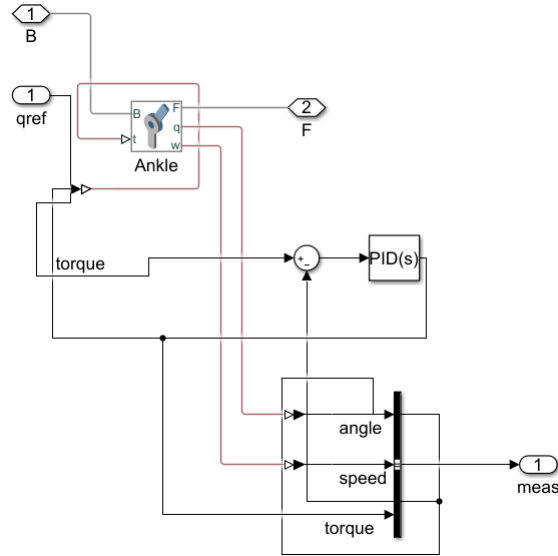 1
B
1
qref
B
F
q
t
w
Ankle
2
F
torque
+
−
PID(s)
angle
speed
torque
1
meas